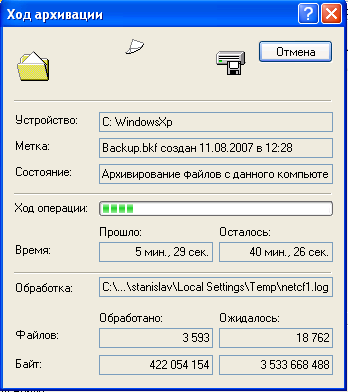 Ход архивации
Отмена
Устройство: C: WindowsXp
Метка: Backup.bkf создан 11.08.2007 в 12:28
Состояние: Архивирование файлов с данного компьюте
Ход операции:
Прошло: Осталось:
Время: 5 мин., 29 сек. 40 мин., 26 сек.
Обработка: C:\...\stanislav\Local Settings\Temp\netcf1.log
Обработано: Ожидалось:
Файлов: 3 593 18 762
Байт: 422 054 154 3 533 668 488